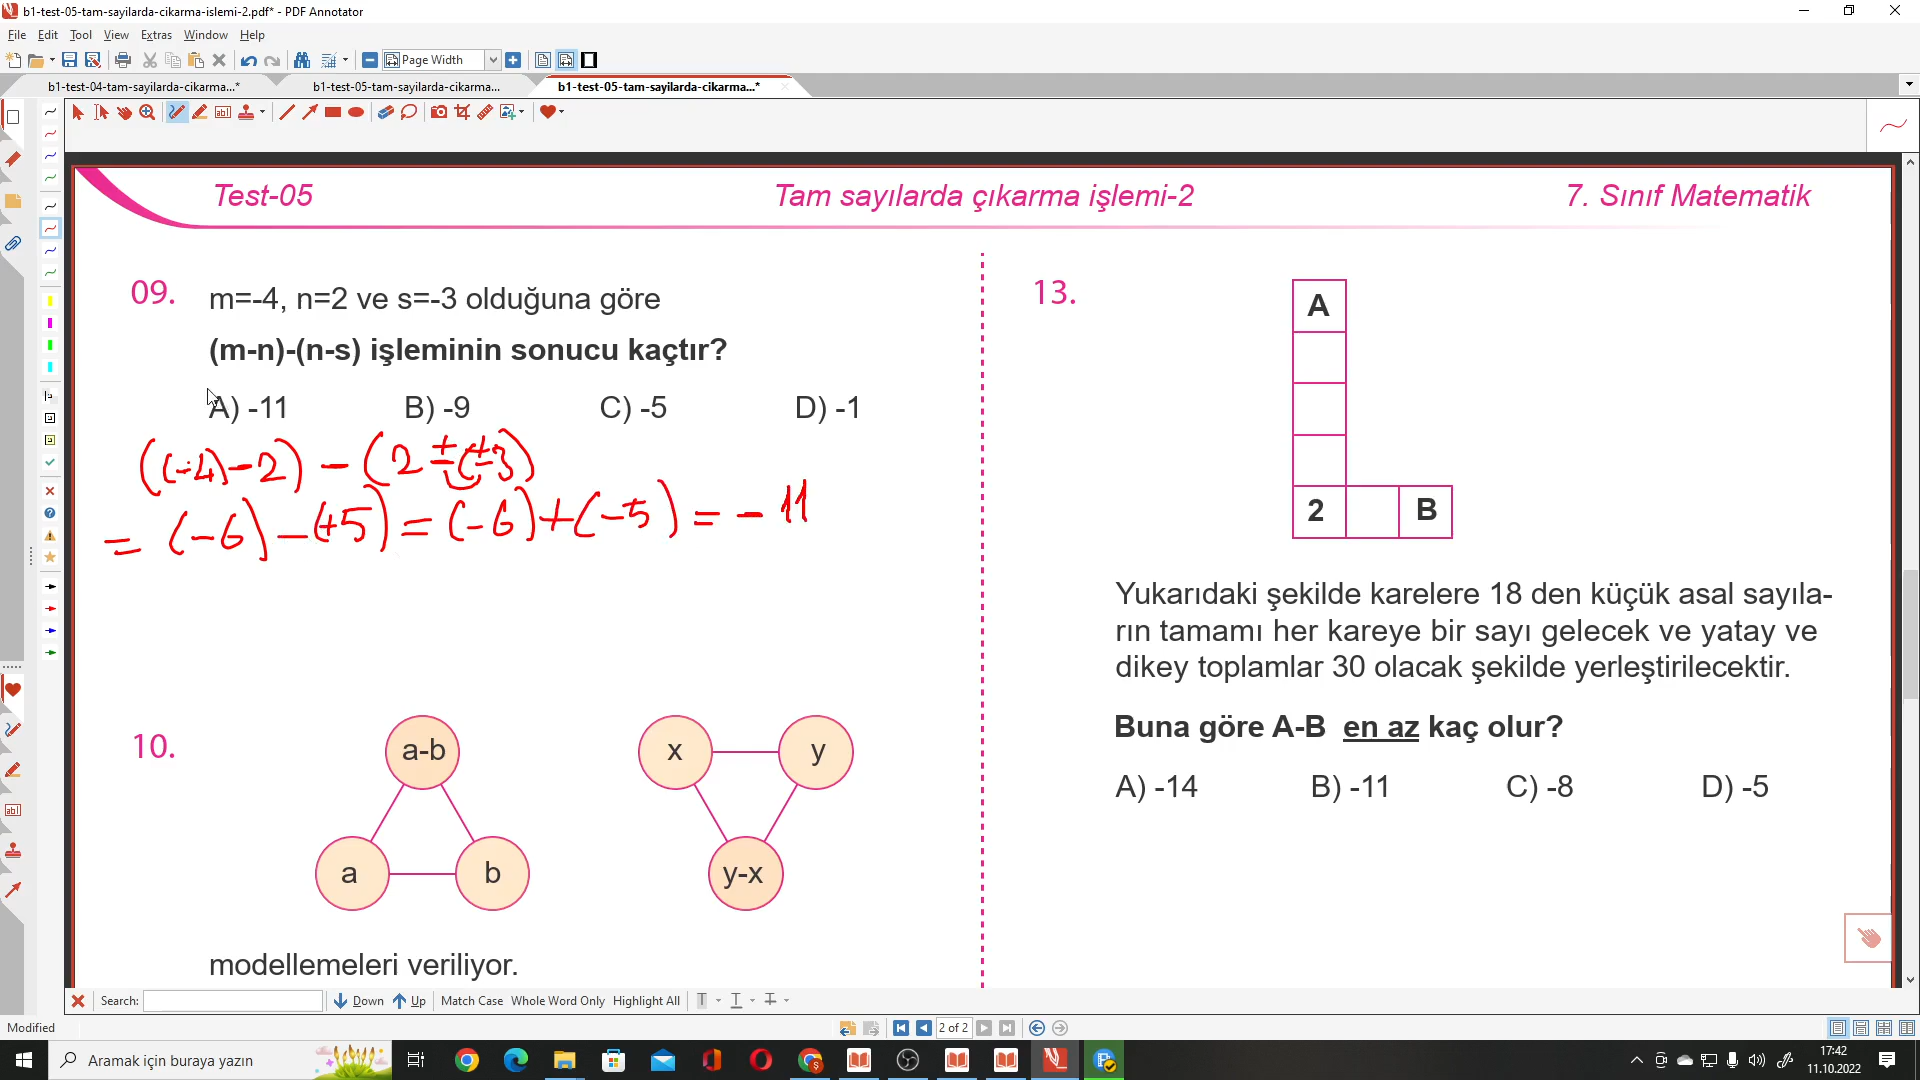 b1-test-05-tam-sayilarda-cikarma-islemi-2.pdf* - PDF Annotator
File Edit Tool View Extras Window Help
Page Width
b1-test-04-tam-sayilarda-cikarma...* b1-test-05-tam-sayilarda-cikarma... b1-test-05-tam-sayilarda-cikarma...*
Test-05 Tam sayılarda çıkarma işlemi-2 7. Sınıf Matematik
09. m=-4, n=2 ve s=-3 olduğuna göre
(m-n)-(n-s) işleminin sonucu kaçtır?
A) -11 B) -9 C) -5 D) -1
((-4)-2) - (2 ± (±3)
= (-6) - (+5) = (-6) + (-5) = - 11
10. a-b x y
a b y-x
modellemeleri veriliyor.
13. A
2 B
Yukarıdaki şekilde karelere 18 den küçük asal sayıla-
rın tamamı her kareye bir sayı gelecek ve yatay ve
dikey toplamlar 30 olacak şekilde yerleştirilecektir.
Buna göre A-B en az kaç olur?
A) -14 B) -11 C) -8 D) -5
Search: Down Up Match Case Whole Word Only Highlight All
Modified 2 of 2
Aramak için buraya yazın 17:42
11.10.2022